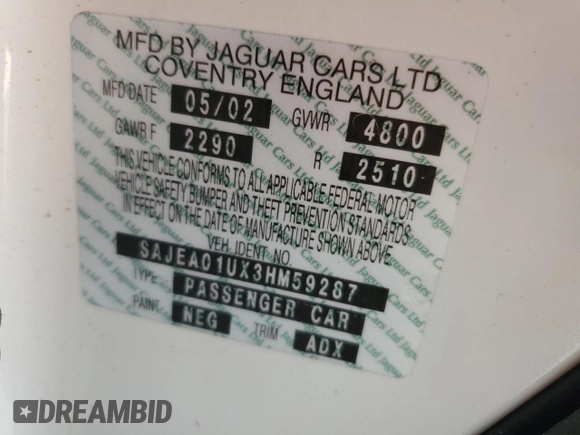 MFD BY JAGUAR CARS LTD
COVENTRY ENGLAND
MFD DATE 05/02 GVWR 4800
GAWR F 2290 R 2510
THIS VEHICLE CONFORMS TO ALL APPLICABLE FEDERAL MOTOR
VEHICLE SAFETY BUMPER AND THEFT PREVENTION STANDARDS
IN EFFECT ON THE DATE OF MANUFACTURE SHOWN ABOVE.
VEH. IDENT NO.
SAJEA01UX3HM59287
TYPE PASSENGER CAR
PAINT NEG TRIM ADX
DREAMBID